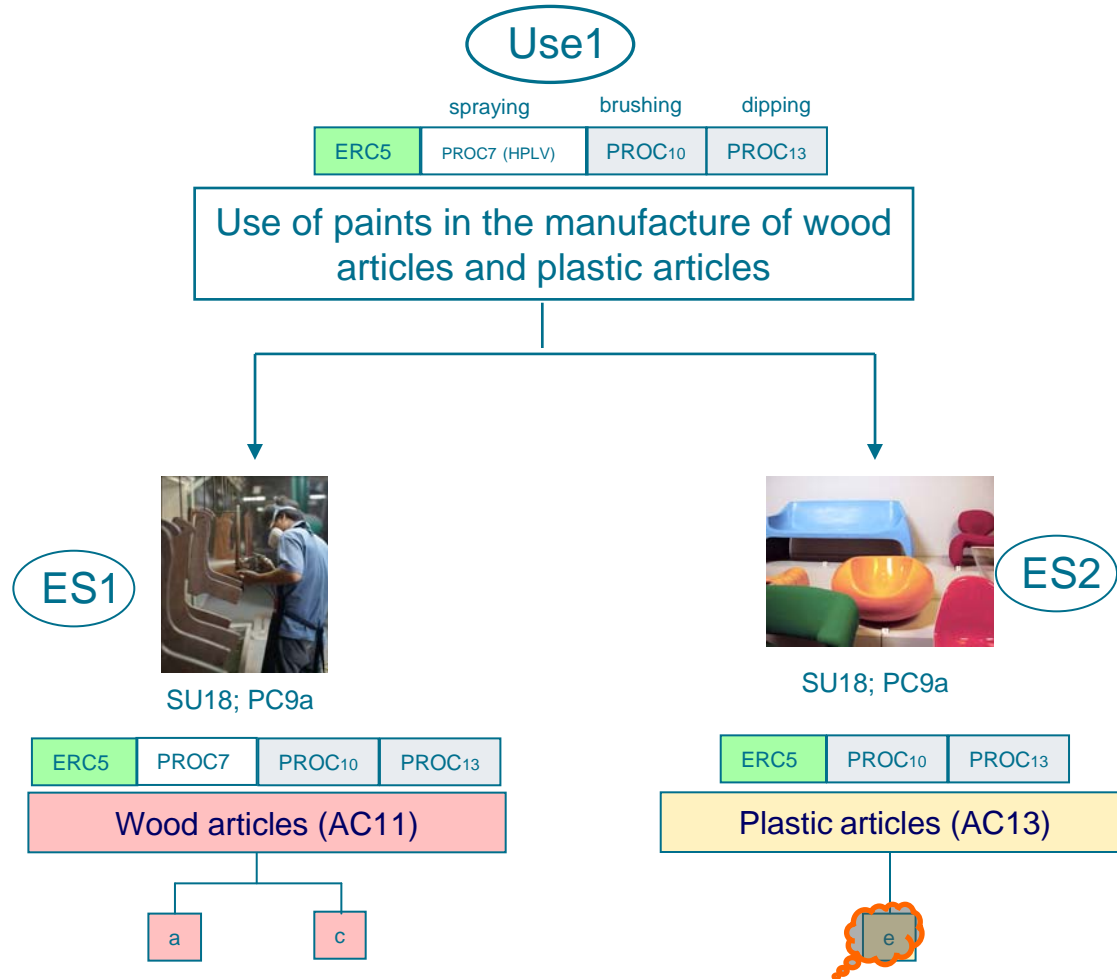 Use1
spraying brushing dipping
ERC5 PROC7 (HPLV) PROC10 PROC13
Use of paints in the manufacture of wood
articles and plastic articles
ES1
ES2
SU18; PC9a
SU18; PC9a
ERC5 PROC7 PROC10 PROC13
ERC5 PROC10 PROC13
Wood articles (AC11)
Plastic articles (AC13)
a c
e